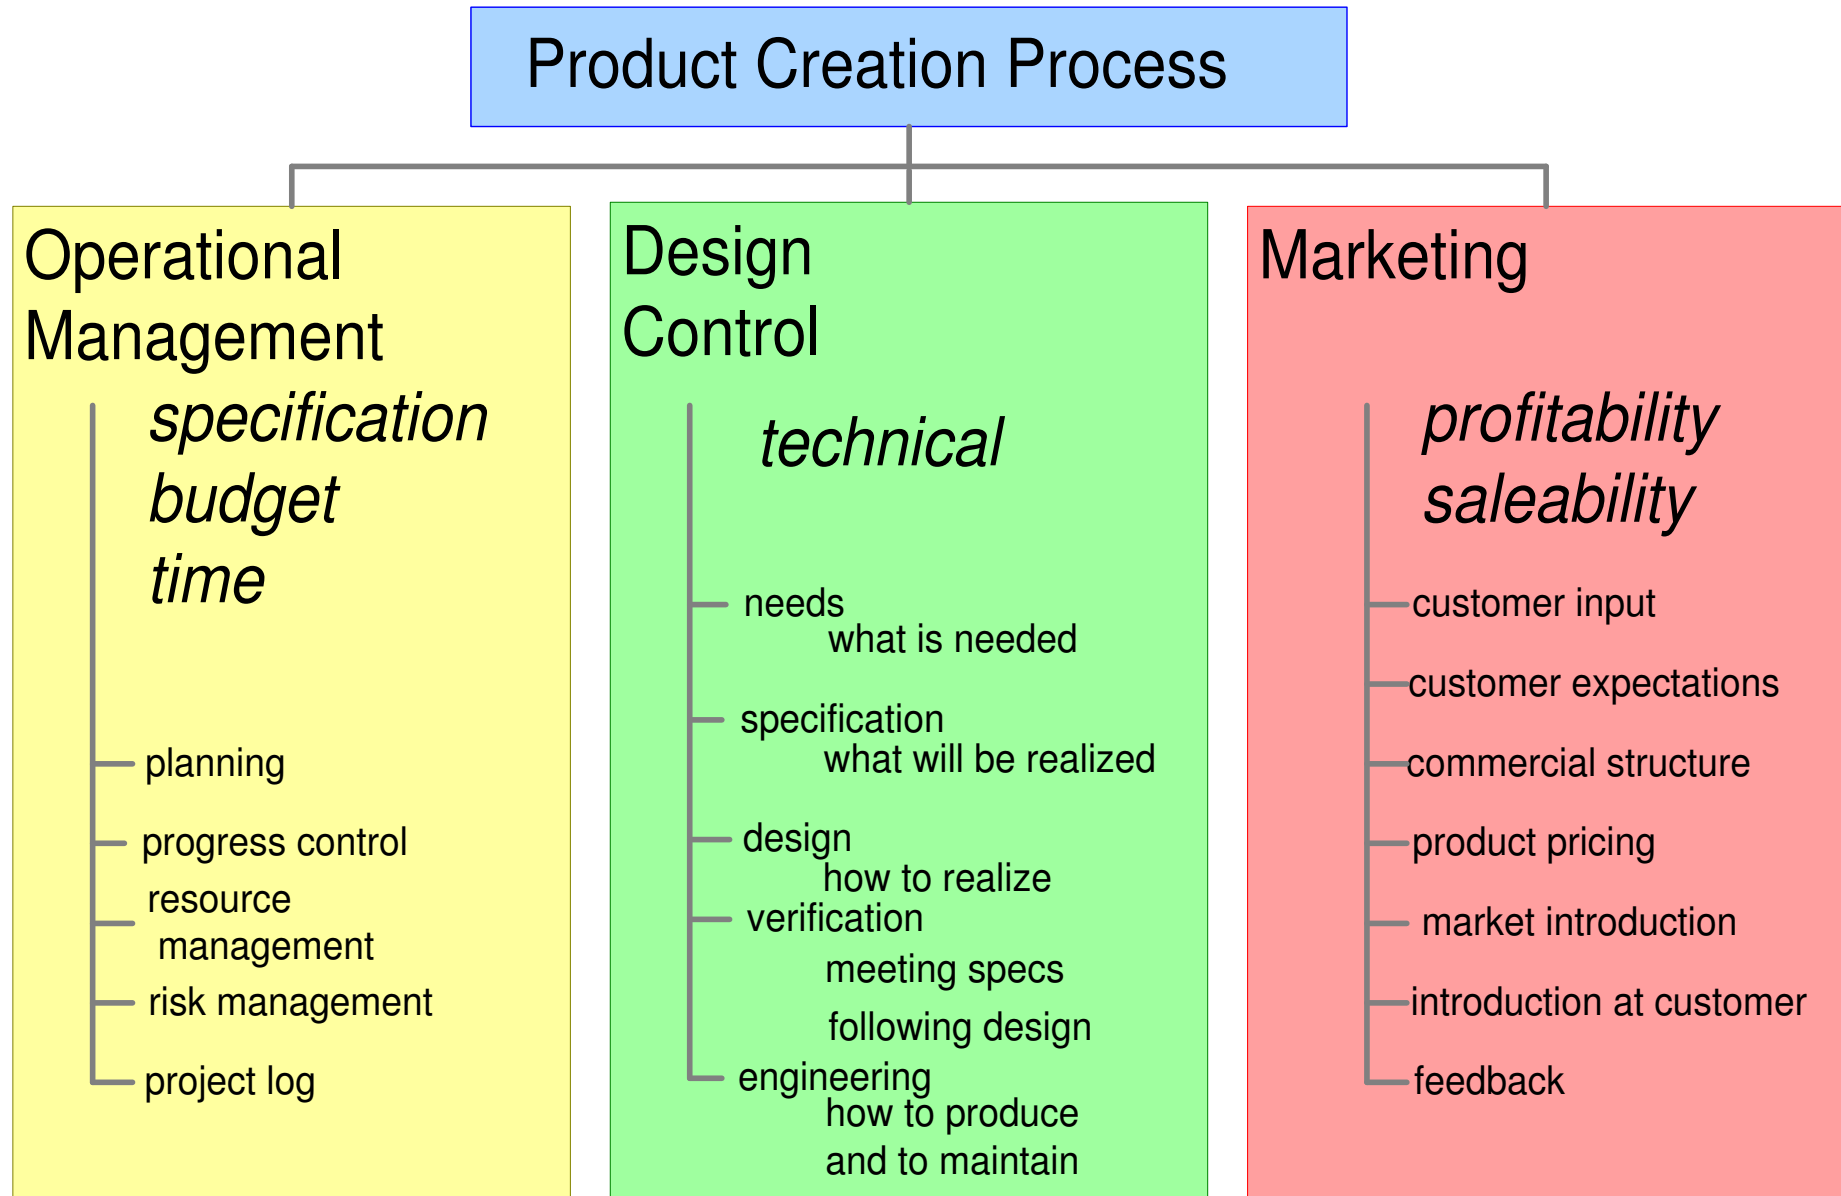 Product Creation Process
Operational
Management
specification
budget
time
planning
progress control
resource
management
risk management
project log
Design
Control
technical
needs
what is needed
specification
what will be realized
design
how to realize
verification
meeting specs
following design
engineering
how to produce
and to maintain
Marketing
profitability
saleability
customer input
customer expectations
commercial structure
product pricing
market introduction
introduction at customer
feedback